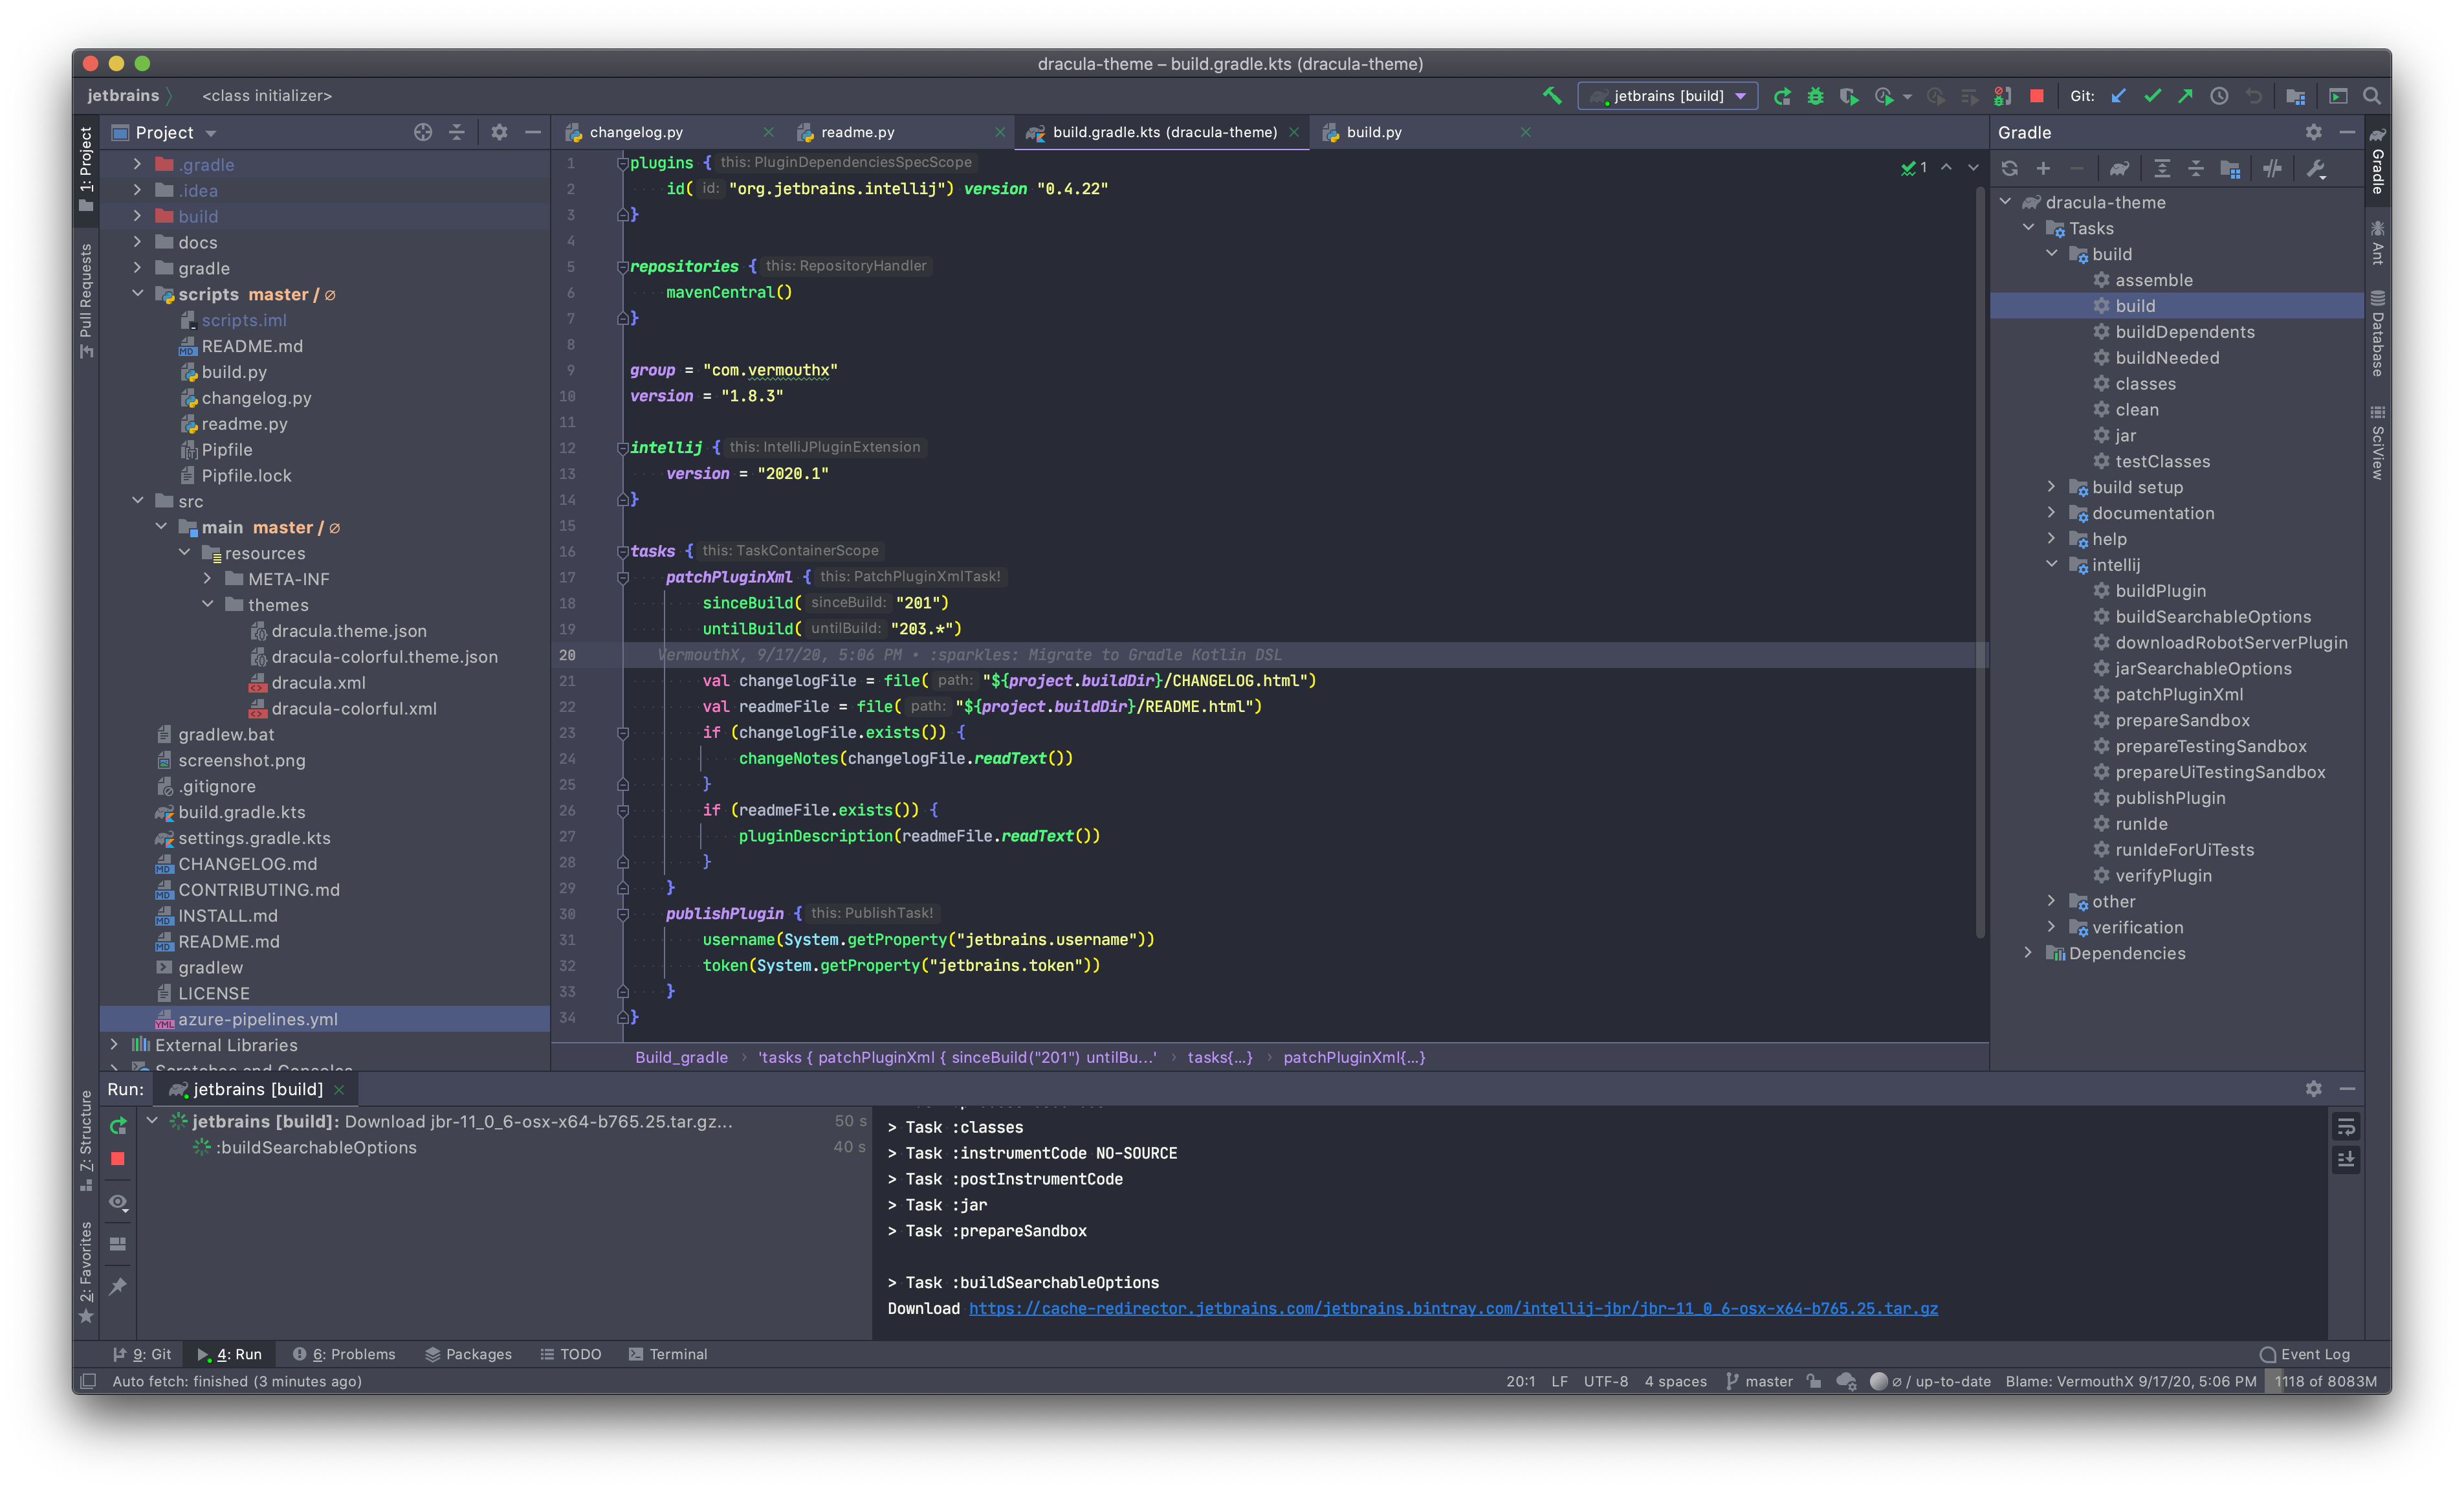 dracula-theme – build.gradle.kts (dracula-theme)
jetbrains <class initializer>
jetbrains [build] Git:
1: Project
Pull Requests
7: Structure
2: Favorites
Project
.gradle
.idea
build
docs
gradle
scripts master / ∅
scripts.iml
README.md
build.py
changelog.py
readme.py
Pipfile
Pipfile.lock
src
main master / ∅
resources
META-INF
themes
dracula.theme.json
dracula-colorful.theme.json
dracula.xml
dracula-colorful.xml
gradlew.bat
screenshot.png
.gitignore
build.gradle.kts
settings.gradle.kts
CHANGELOG.md
CONTRIBUTING.md
INSTALL.md
README.md
gradlew
LICENSE
azure-pipelines.yml
External Libraries
Scratches and Consoles
changelog.py readme.py build.gradle.kts (dracula-theme) build.py
1
1 plugins { this: PluginDependenciesSpecScope
2 id( id: "org.jetbrains.intellij") version "0.4.22"
3 }
4
5 repositories { this: RepositoryHandler
6 mavenCentral()
7 }
8
9 group = "com.vermouthx"
10 version = "1.8.3"
11
12 intellij { this: IntelliJPluginExtension
13 version = "2020.1"
14 }
15
16 tasks { this: TaskContainerScope
17 patchPluginXml { this: PatchPluginXmlTask!
18 sinceBuild( sinceBuild: "201")
19 untilBuild( untilBuild: "203.*")
20 VermouthX, 9/17/20, 5:06 PM • :sparkles: Migrate to Gradle Kotlin DSL
21 val changelogFile = file( path: "${project.buildDir}/CHANGELOG.html")
22 val readmeFile = file( path: "${project.buildDir}/README.html")
23 if (changelogFile.exists()) {
24 changeNotes(changelogFile.readText())
25 }
26 if (readmeFile.exists()) {
27 pluginDescription(readmeFile.readText())
28 }
29 }
30 publishPlugin { this: PublishTask!
31 username(System.getProperty("jetbrains.username"))
32 token(System.getProperty("jetbrains.token"))
33 }
34 }
Build_gradle › 'tasks { patchPluginXml { sinceBuild("201") untilBu...' › tasks{...} › patchPluginXml{...}
Gradle
dracula-theme
Tasks
build
assemble
build
buildDependents
buildNeeded
classes
clean
jar
testClasses
build setup
documentation
help
intellij
buildPlugin
buildSearchableOptions
downloadRobotServerPlugin
jarSearchableOptions
patchPluginXml
prepareSandbox
prepareTestingSandbox
prepareUiTestingSandbox
publishPlugin
runIde
runIdeForUiTests
verifyPlugin
other
verification
Dependencies
Gradle
Ant
Database
SciView
Run: jetbrains [build]
jetbrains [build]: Download jbr-11_0_6-osx-x64-b765.25.tar.gz... 50 s
:buildSearchableOptions 40 s
> Task :classes
> Task :instrumentCode NO-SOURCE
> Task :postInstrumentCode
> Task :jar
> Task :prepareSandbox
> Task :buildSearchableOptions
Download https://cache-redirector.jetbrains.com/jetbrains.bintray.com/intellij-jbr/jbr-11_0_6-osx-x64-b765.25.tar.gz
9: Git 4: Run 6: Problems Packages TODO Terminal Event Log
Auto fetch: finished (3 minutes ago) 20:1 LF UTF-8 4 spaces master ∅ / up-to-date Blame: VermouthX 9/17/20, 5:06 PM 1118 of 8083M